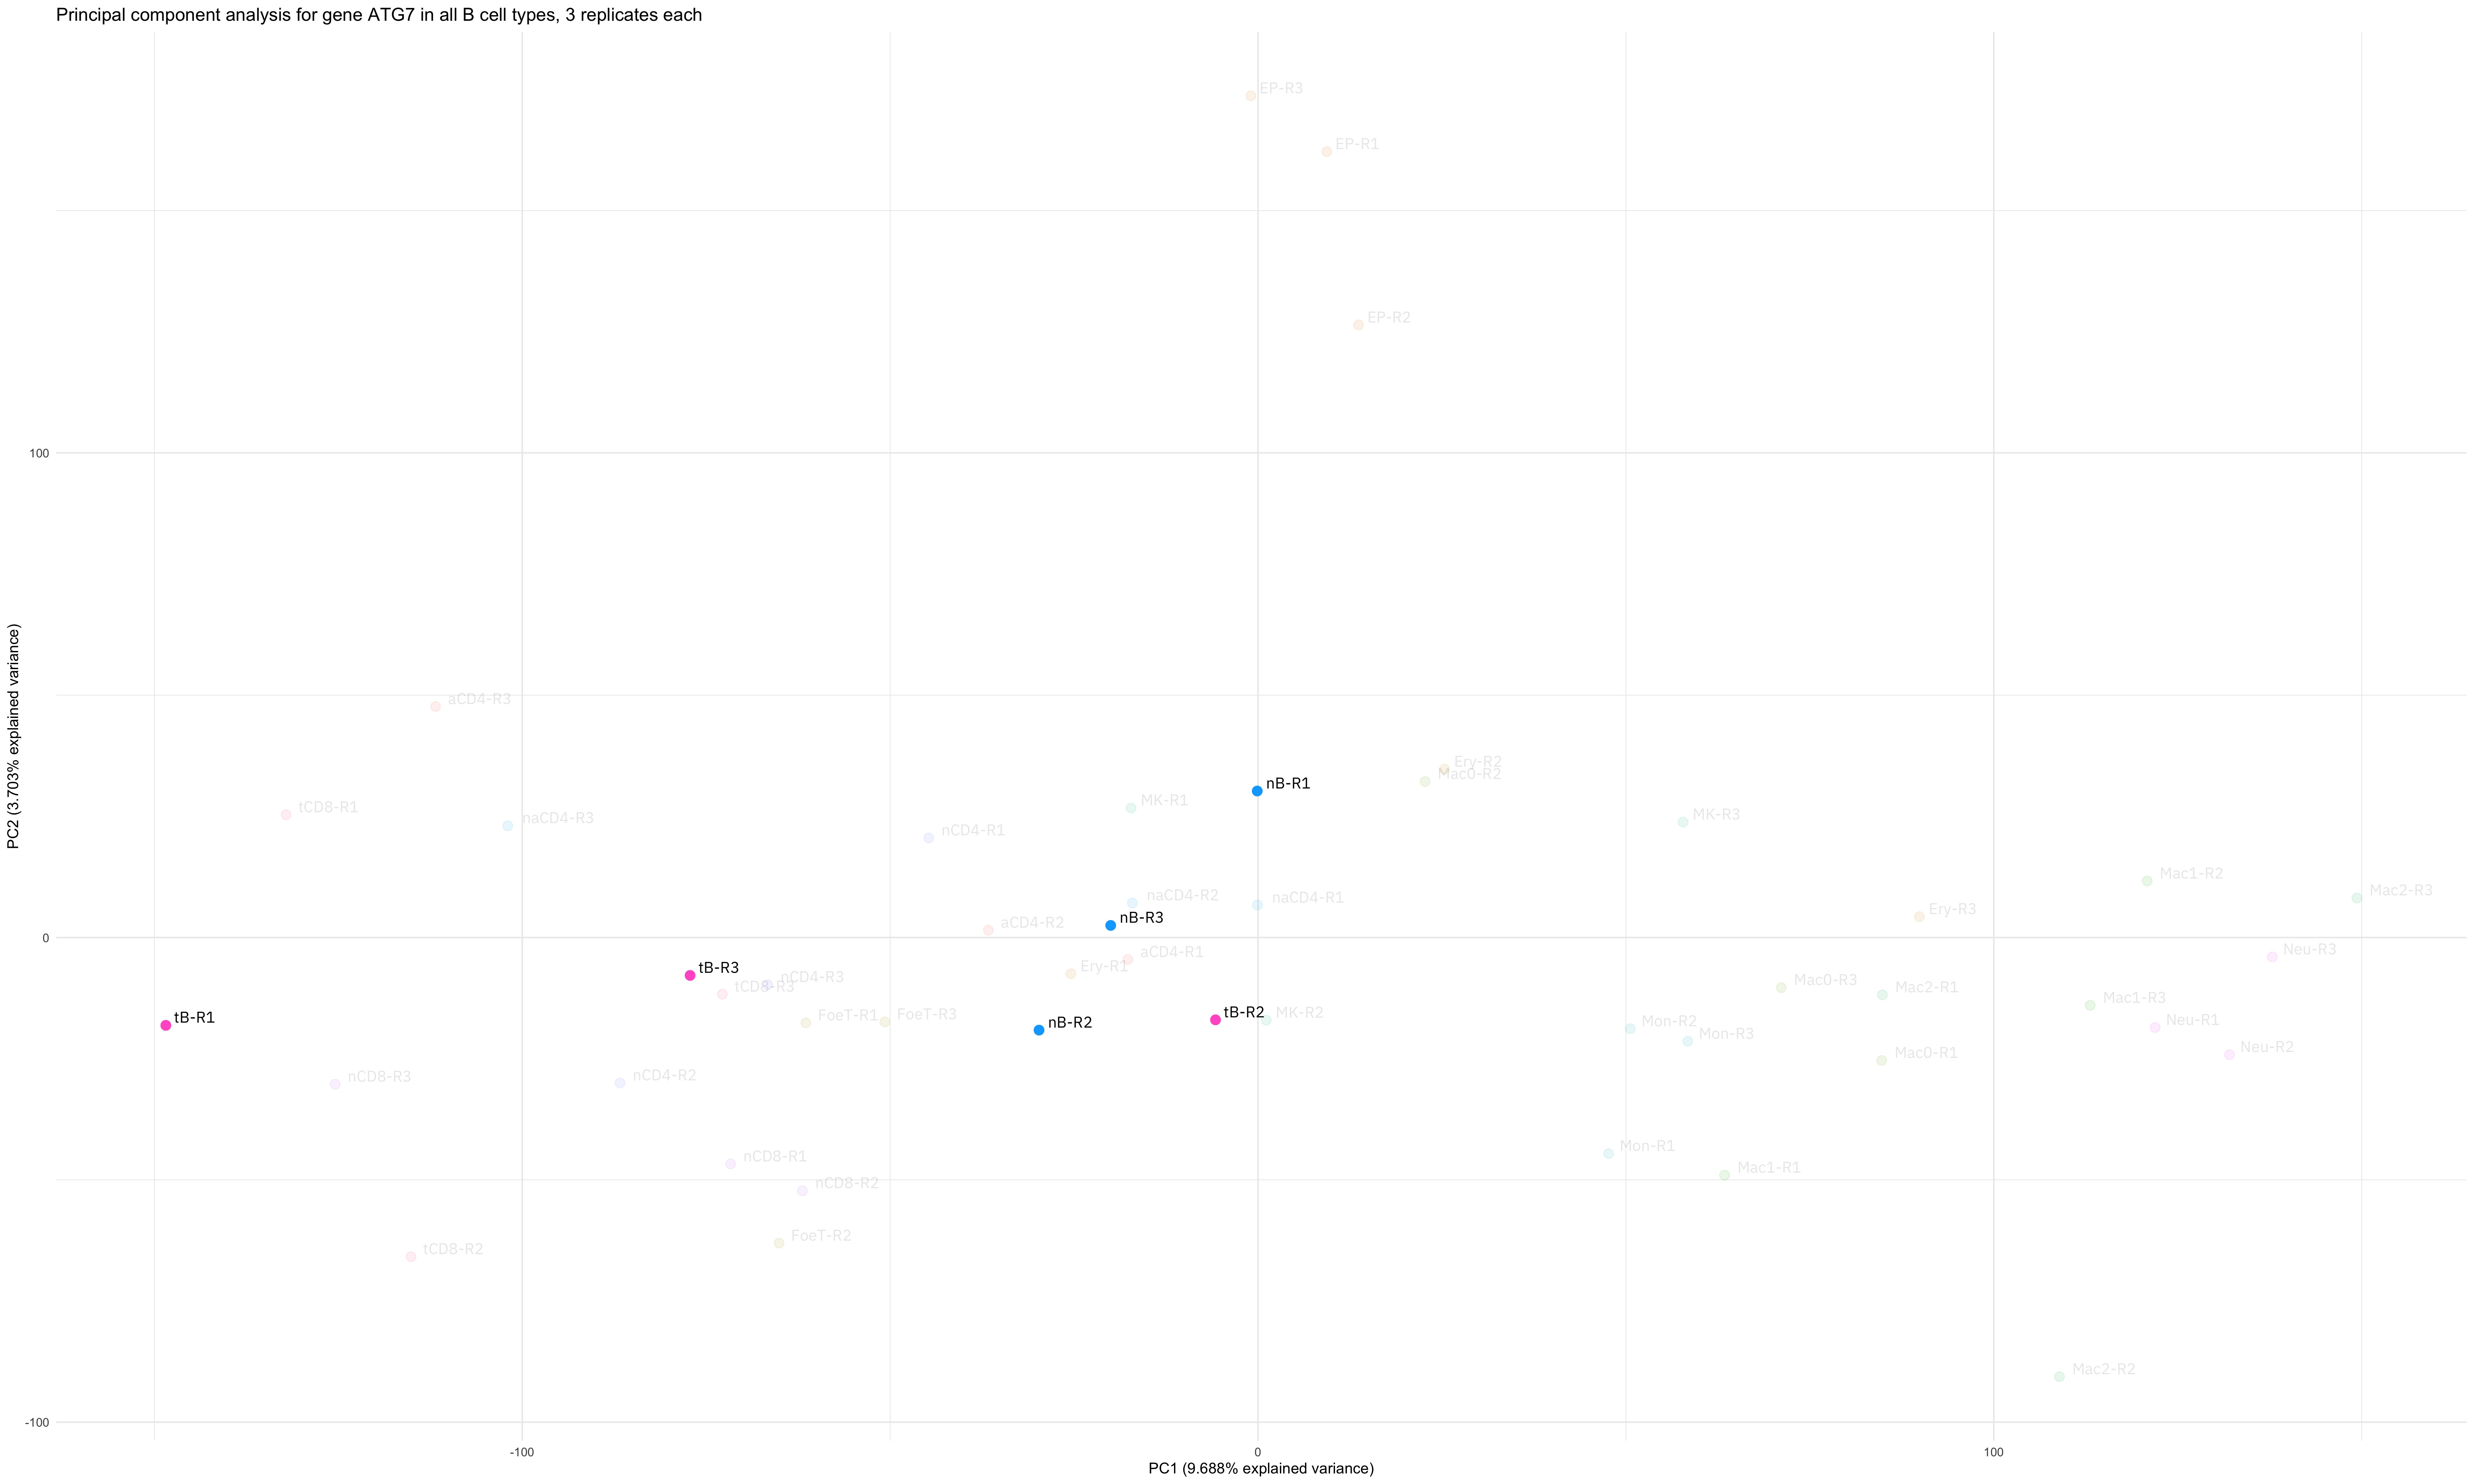 Principal component analysis for gene ATG7 in all B cell types, 3 replicates each
EP-R3
EP-R1
EP-R2
100
aCD4-R3
Ery-R2
Mac0-R2
nB-R1
MK-R1
tCD8-R1
MK-R3
naCD4-R3
nCD4-R1
Mac1-R2
Mac2-R3
naCD4-R2
naCD4-R1
Ery-R3
nB-R3
aCD4-R2
0
Neu-R3
aCD4-R1
Ery-R1
tB-R3
nCD4-R3
tCD8-R3
Mac0-R3
Mac2-R1
Mac1-R3
tB-R1
FoeT-R1
FoeT-R3
nB-R2
tB-R2
MK-R2
Mon-R2
Neu-R1
Mon-R3
Neu-R2
Mac0-R1
nCD8-R3
nCD4-R2
Mon-R1
nCD8-R1
Mac1-R1
nCD8-R2
FoeT-R2
tCD8-R2
Mac2-R2
-100
-100
0
100
PC1 (9.688% explained variance)
PC2 (3.703% explained variance)